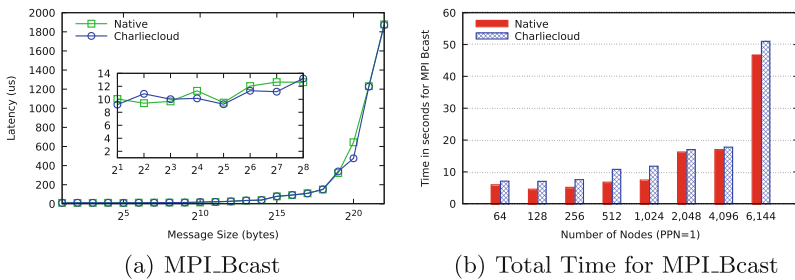 2000
1800
1600
1400
1200
1000
800
600
400
200
0
Latency (us)
Native
Charliecloud
14
12
10
8
6
4
2
2^1 2^2 2^3 2^4 2^5 2^6 2^7 2^8
2^5 2^10 2^15 2^20
Message Size (bytes)
(a) MPI_Bcast
60
50
40
30
20
10
0
Time in seconds for MPI Bcast
Native
Charliecloud
64 128 256 512 1,024 2,048 4,096 6,144
Number of Nodes (PPN=1)
(b) Total Time for MPI_Bcast